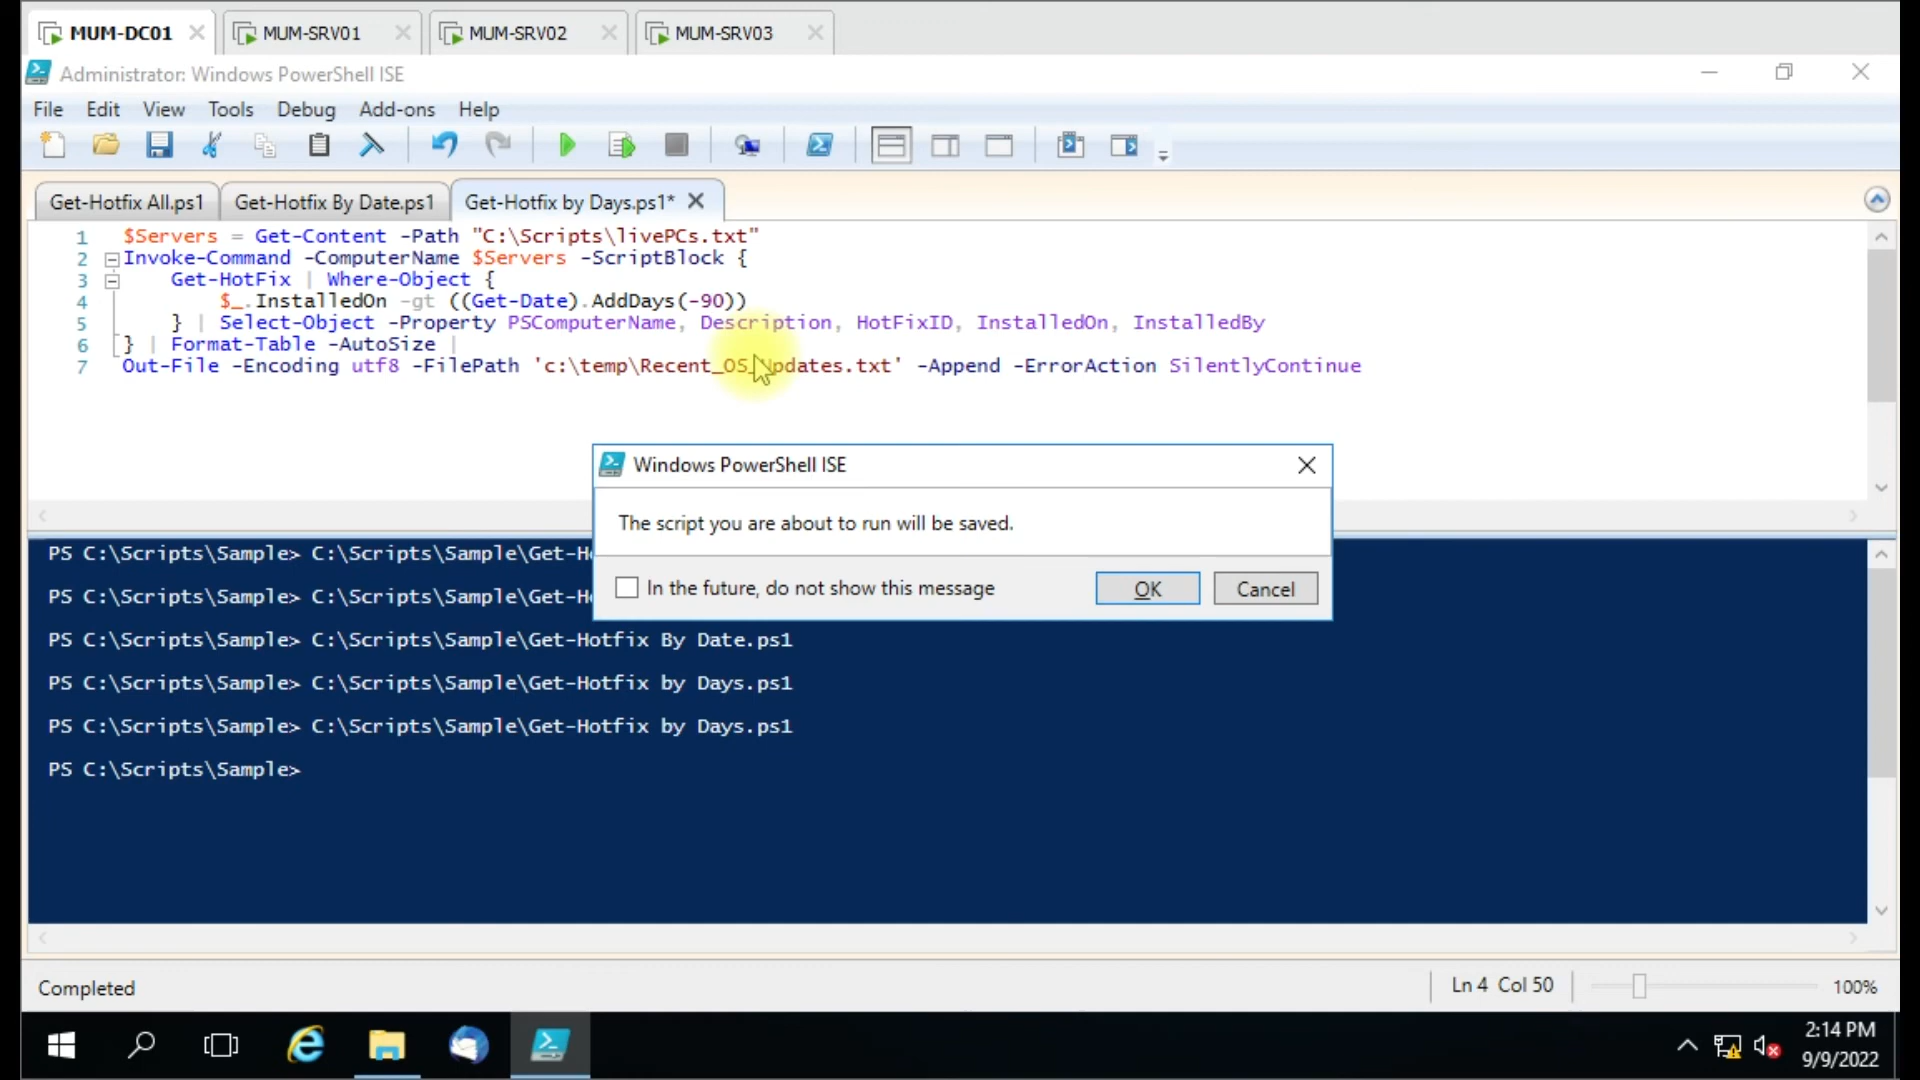 MUM-DC01 MUM-SRV01 MUM-SRV02 MUM-SRV03
Administrator: Windows PowerShell ISE
File Edit View Tools Debug Add-ons Help
Get-Hotfix All.ps1 Get-Hotfix By Date.ps1 Get-Hotfix by Days.ps1*
1 $Servers = Get-Content -Path "C:\Scripts\livePCs.txt"
2 Invoke-Command -ComputerName $Servers -ScriptBlock {
3 Get-HotFix | Where-Object {
4 $_.InstalledOn -gt ((Get-Date).AddDays(-90))
5 } | Select-Object -Property PSComputerName, Description, HotFixID, InstalledOn, InstalledBy
6 } | Format-Table -AutoSize |
7 Out-File -Encoding utf8 -FilePath 'c:\temp\Recent_OS_Updates.txt' -Append -ErrorAction SilentlyContinue
Windows PowerShell ISE
The script you are about to run will be saved.
In the future, do not show this message OK Cancel
PS C:\Scripts\Sample> C:\Scripts\Sample\Get-H
PS C:\Scripts\Sample> C:\Scripts\Sample\Get-H
PS C:\Scripts\Sample> C:\Scripts\Sample\Get-Hotfix By Date.ps1
PS C:\Scripts\Sample> C:\Scripts\Sample\Get-Hotfix by Days.ps1
PS C:\Scripts\Sample> C:\Scripts\Sample\Get-Hotfix by Days.ps1
PS C:\Scripts\Sample>
Completed Ln 4 Col 50 100%
2:14 PM
9/9/2022